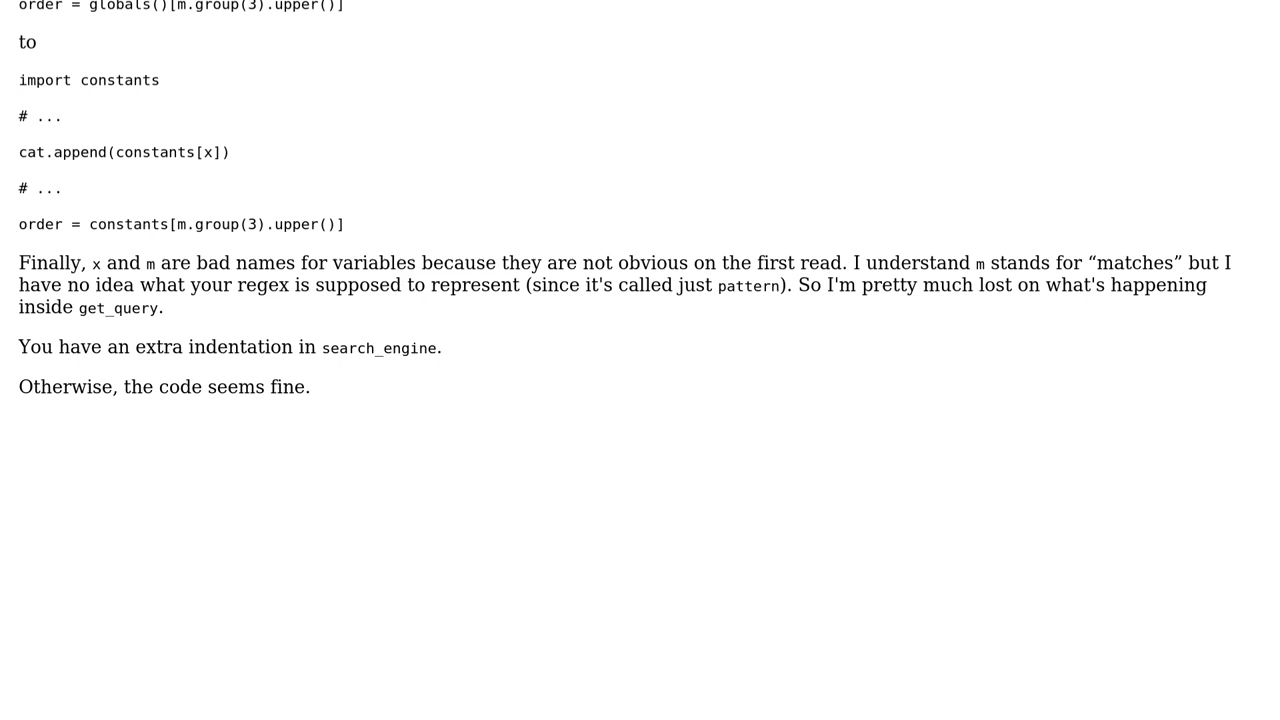 order = globals()[m.group(3).upper()]
to
import constants
# ...
cat.append(constants[x])
# ...
order = constants[m.group(3).upper()]
Finally, x and m are bad names for variables because they are not obvious on the first read. I understand m stands for “matches” but I
have no idea what your regex is supposed to represent (since it's called just pattern). So I'm pretty much lost on what's happening
inside get_query.
You have an extra indentation in search_engine.
Otherwise, the code seems fine.